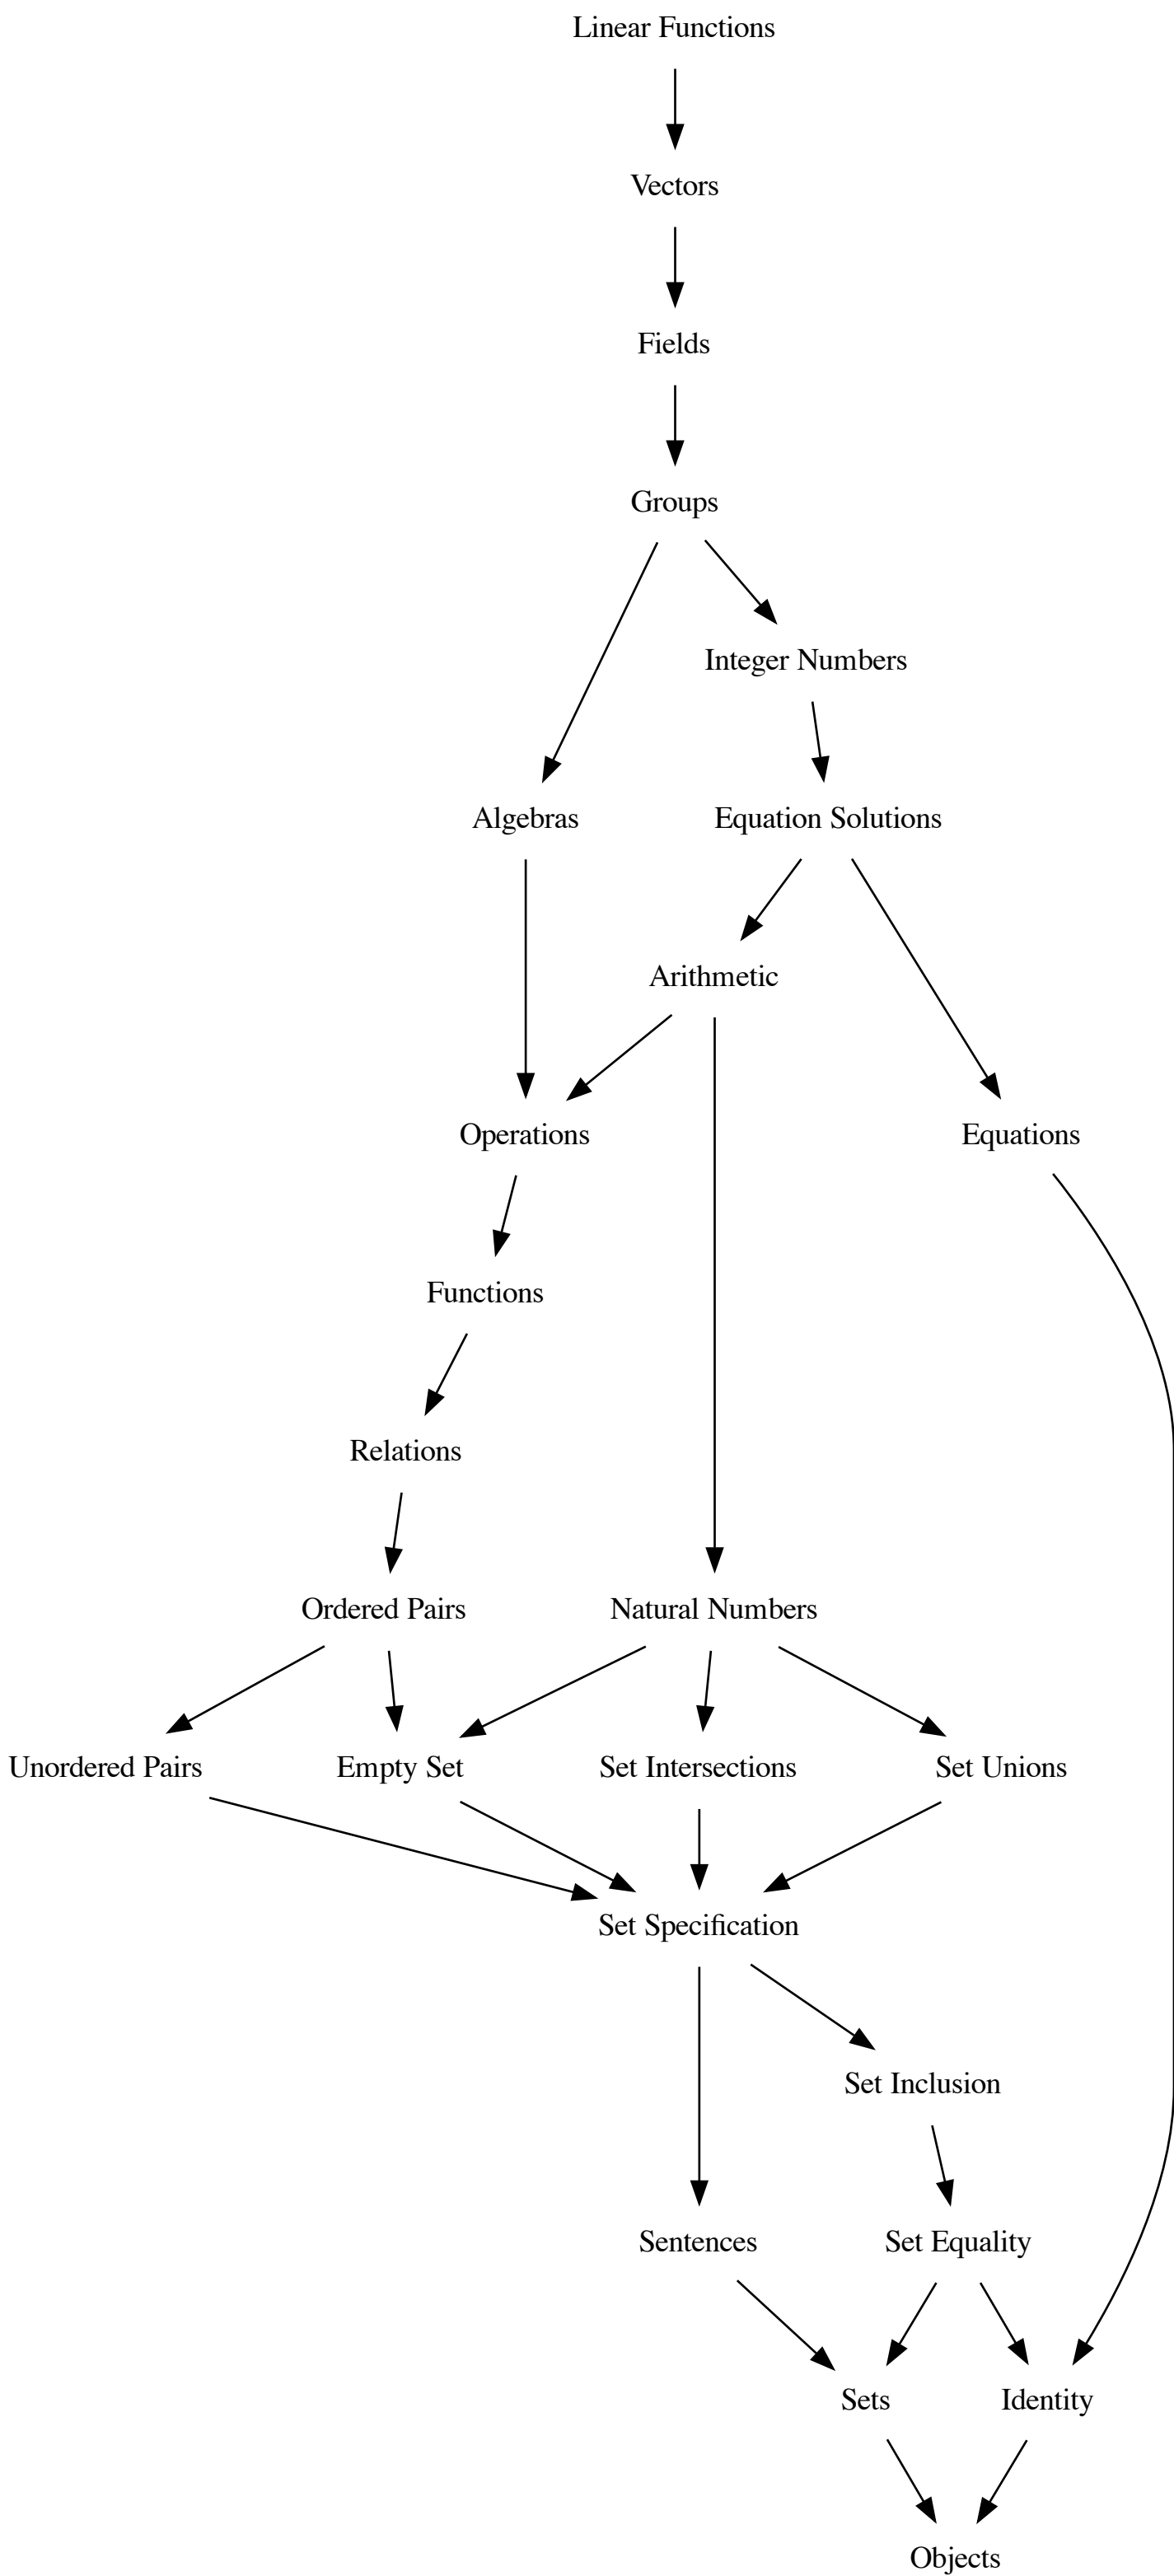 Linear Functions
Vectors
Fields
Groups
Integer Numbers
Algebras
Equation Solutions
Arithmetic
Operations
Equations
Functions
Relations
Ordered Pairs
Natural Numbers
Unordered Pairs
Empty Set
Set Intersections
Set Unions
Set Specification
Set Inclusion
Sentences
Set Equality
Sets
Identity
Objects